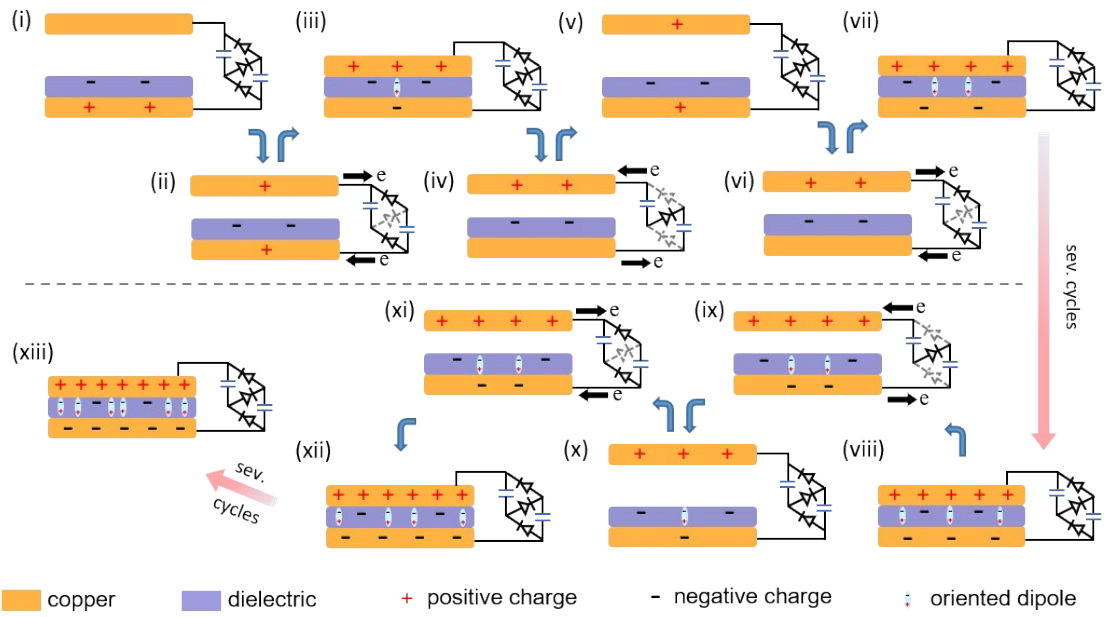 (i)
(iii)
(v)
(vii)
+ + +
+
- -
- -
- -
+ + + +
- -
+ +
-
+
- -
(ii)
e
(iv)
e
(vi)
e
+
+ +
+ +
- -
- -
- -
+
e
e
e
sev. cycles
(xi)
e
(ix)
e
+ + + +
+ + + +
(xiii)
- -
- -
+ + + + + + +
- -
- -
- -
e
e
- - - - -
(xii)
(x)
+ + +
(viii)
sev.
cycles
+ + + + + +
- - -
- -
+ + + + +
- -
- - - -
-
- - -
copper
dielectric
+ positive charge
- negative charge
oriented dipole